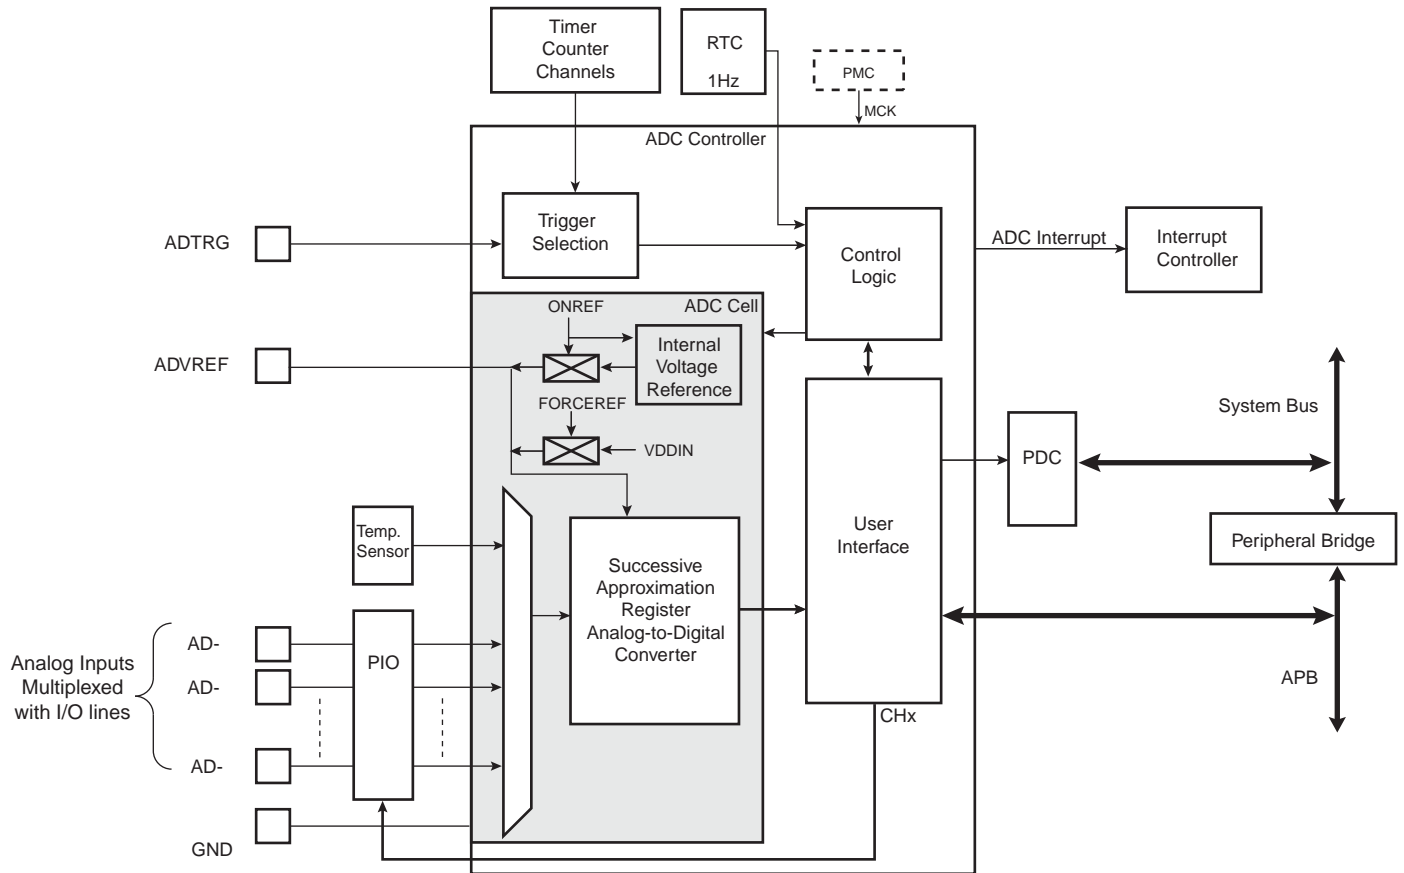 Timer
Counter
Channels
RTC
1Hz
PMC
MCK
ADC Controller
ADTRG
Trigger
Selection
Control
Logic
ADC Interrupt
Interrupt
Controller
ADC Cell
ONREF
ADVREF
Internal
Voltage
Reference
FORCEREF
VDDIN
System Bus
PDC
Temp.
Sensor
User
Interface
Peripheral Bridge
Successive
Approximation
Register
Analog-to-Digital
Converter
Analog Inputs
Multiplexed
with I/O lines
AD-
AD-
AD-
PIO
APB
CHx
GND